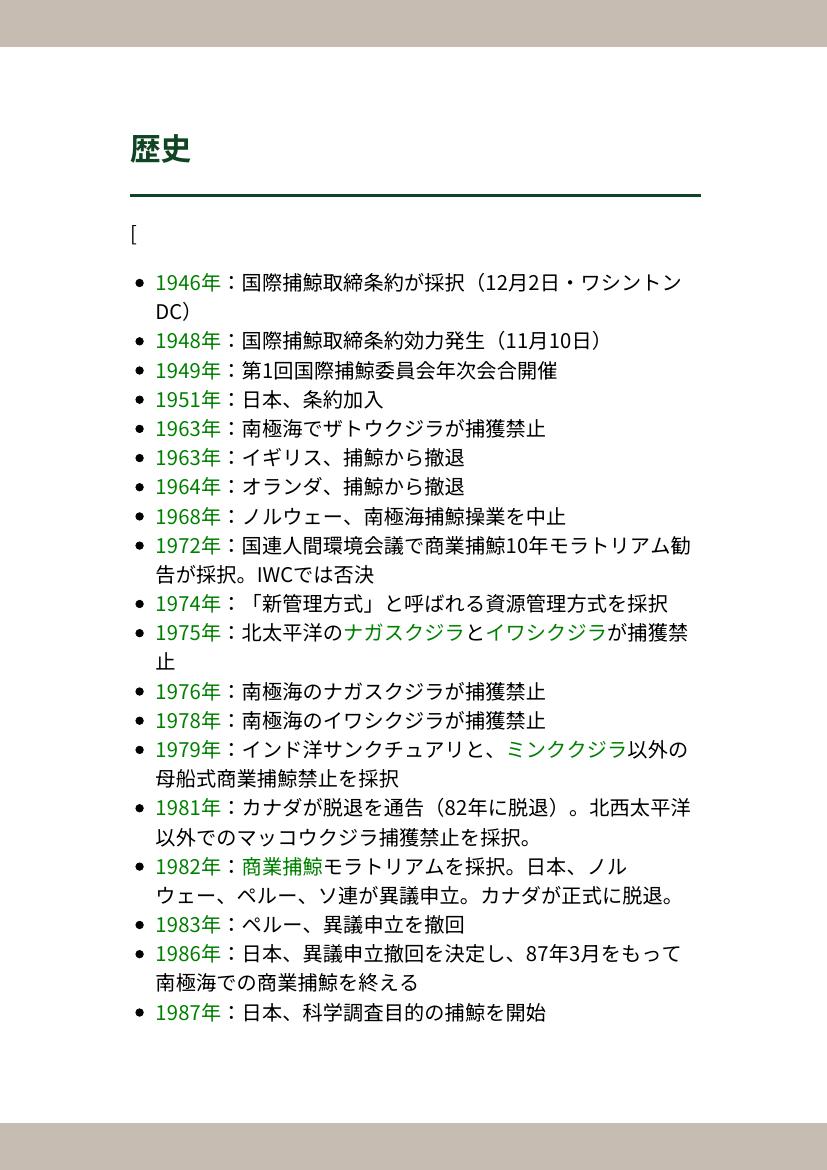 歴史
[
• 1946年：国際捕鯨取締条約が採択（12月2日・ワシントン
DC）
• 1948年：国際捕鯨取締条約効力発生（11月10日）
• 1949年：第1回国際捕鯨委員会年次会合開催
• 1951年：日本、条約加入
• 1963年：南極海でザトウクジラが捕獲禁止
• 1963年：イギリス、捕鯨から撤退
• 1964年：オランダ、捕鯨から撤退
• 1968年：ノルウェー、南極海捕鯨操業を中止
• 1972年：国連人間環境会議で商業捕鯨10年モラトリアム勧
告が採択。IWCでは否決
• 1974年：「新管理方式」と呼ばれる資源管理方式を採択
• 1975年：北太平洋のナガスクジラとイワシクジラが捕獲禁
止
• 1976年：南極海のナガスクジラが捕獲禁止
• 1978年：南極海のイワシクジラが捕獲禁止
• 1979年：インド洋サンクチュアリと、ミンククジラ以外の
母船式商業捕鯨禁止を採択
• 1981年：カナダが脱退を通告（82年に脱退）。北西太平洋
以外でのマッコウクジラ捕獲禁止を採択。
• 1982年：商業捕鯨モラトリアムを採択。日本、ノル
ウェー、ペルー、ソ連が異議申立。カナダが正式に脱退。
• 1983年：ペルー、異議申立を撤回
• 1986年：日本、異議申立撤回を決定し、87年3月をもって
南極海での商業捕鯨を終える
• 1987年：日本、科学調査目的の捕鯨を開始